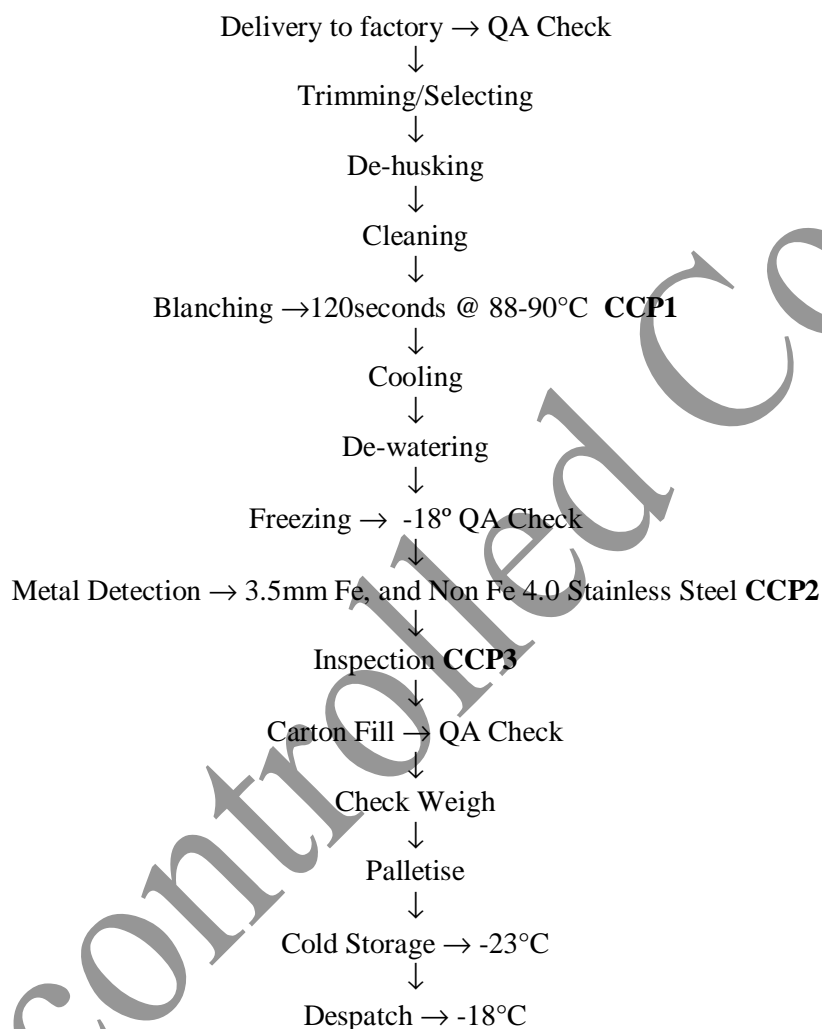 Delivery to factory → QA Check
↓
Trimming/Selecting
↓
De-husking
↓
Cleaning
↓
Blanching →120seconds @ 88-90°C CCP1
↓
Cooling
↓
De-watering
↓
Freezing → -18º QA Check
↓
Metal Detection → 3.5mm Fe, and Non Fe 4.0 Stainless Steel CCP2
↓
Inspection CCP3
↓
Carton Fill → QA Check
↓
Check Weigh
↓
Palletise
↓
Cold Storage → -23°C
↓
Despatch → -18°C
controlled Co